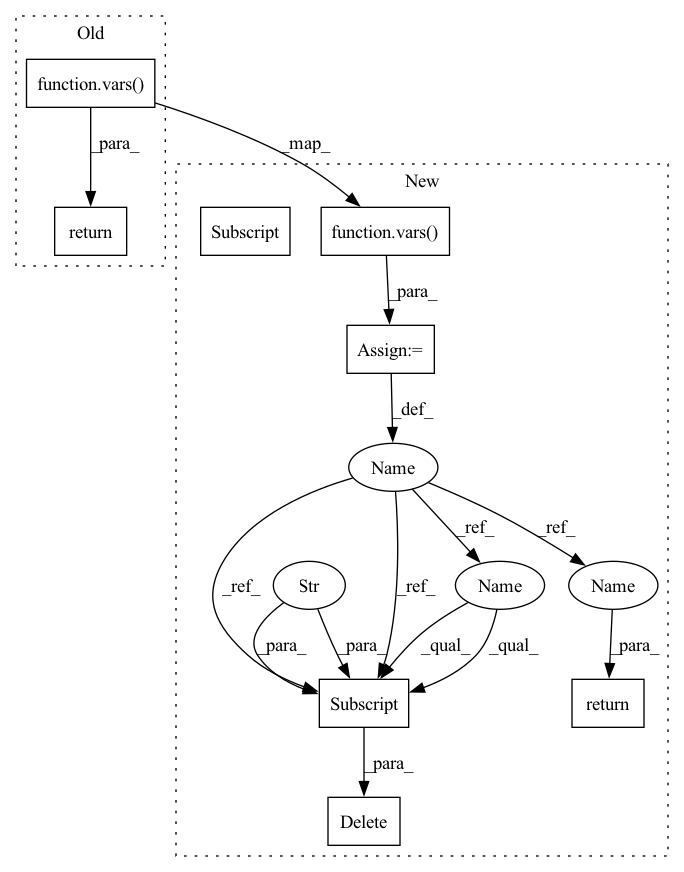 Old
function.vars()
_para_
_map_
return
New
Subscript
function.vars()
_para_
Assign:=
_def_
Name
_ref_
_ref_
_ref_
_ref_
Str
Name
Name
_para_
_para_
_qual_
_qual_
_para_
Subscript
return
_para_
Delete